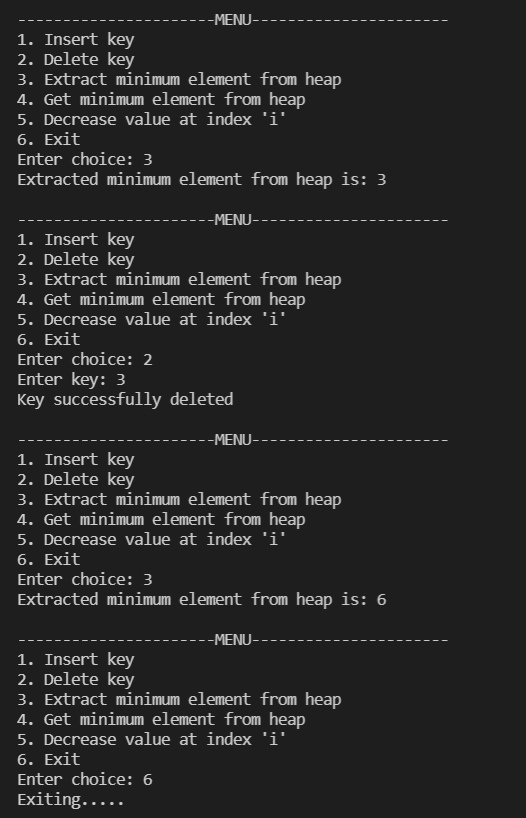 ----------------------MENU----------------------
1. Insert key
2. Delete key
3. Extract minimum element from heap
4. Get minimum element from heap
5. Decrease value at index 'i'
6. Exit
Enter choice: 3
Extracted minimum element from heap is: 3

----------------------MENU----------------------
1. Insert key
2. Delete key
3. Extract minimum element from heap
4. Get minimum element from heap
5. Decrease value at index 'i'
6. Exit
Enter choice: 2
Enter key: 3
Key successfully deleted

----------------------MENU----------------------
1. Insert key
2. Delete key
3. Extract minimum element from heap
4. Get minimum element from heap
5. Decrease value at index 'i'
6. Exit
Enter choice: 3
Extracted minimum element from heap is: 6

----------------------MENU----------------------
1. Insert key
2. Delete key
3. Extract minimum element from heap
4. Get minimum element from heap
5. Decrease value at index 'i'
6. Exit
Enter choice: 6
Exiting.....